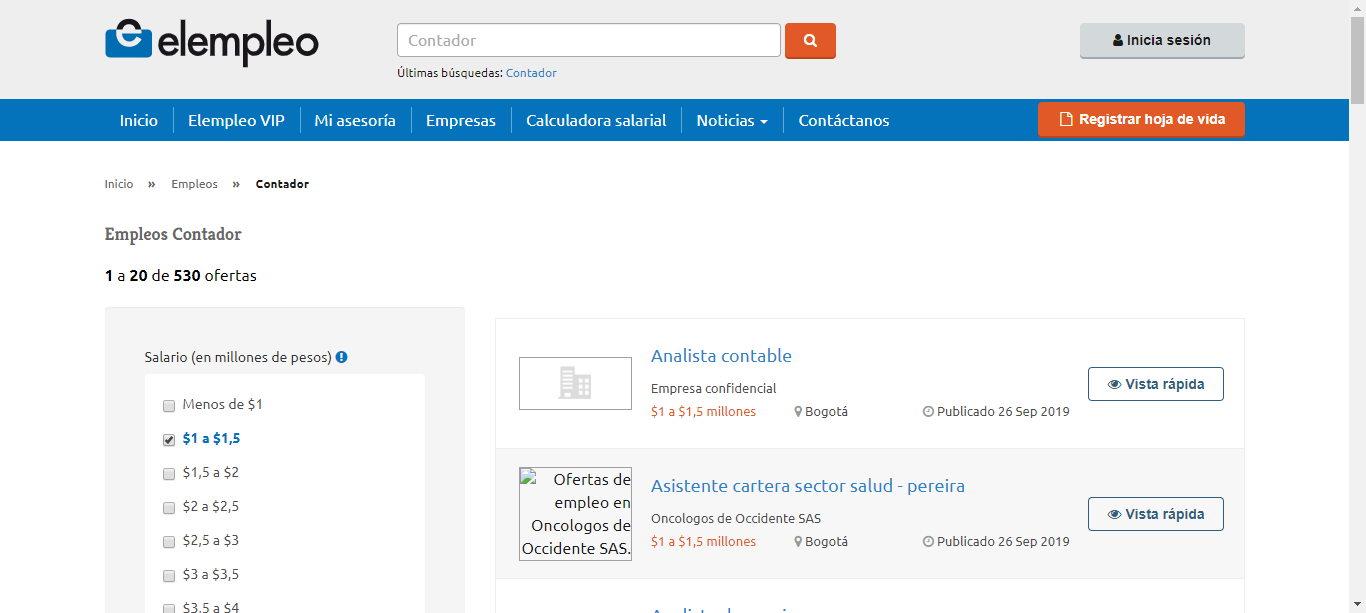 elempleo
Contador
Últimas búsquedas: Contador
Inicia sesión
Inicio Elempleo VIP Mi asesoría Empresas Calculadora salarial Noticias Contáctanos
Registrar hoja de vida
Inicio » Empleos » Contador
Empleos Contador
1 a 20 de 530 ofertas
Salario (en millones de pesos)
Menos de $1
$1 a $1,5
$1,5 a $2
$2 a $2,5
$2,5 a $3
$3 a $3,5
$3,5 a $4
Analista contable
Empresa confidencial
$1 a $1,5 millones Bogotá Publicado 26 Sep 2019
Vista rápida
Ofertas de
empleo en
Oncologos de
Occidente SAS.
Asistente cartera sector salud - pereira
Oncologos de Occidente SAS
$1 a $1,5 millones Bogotá Publicado 26 Sep 2019
Vista rápida